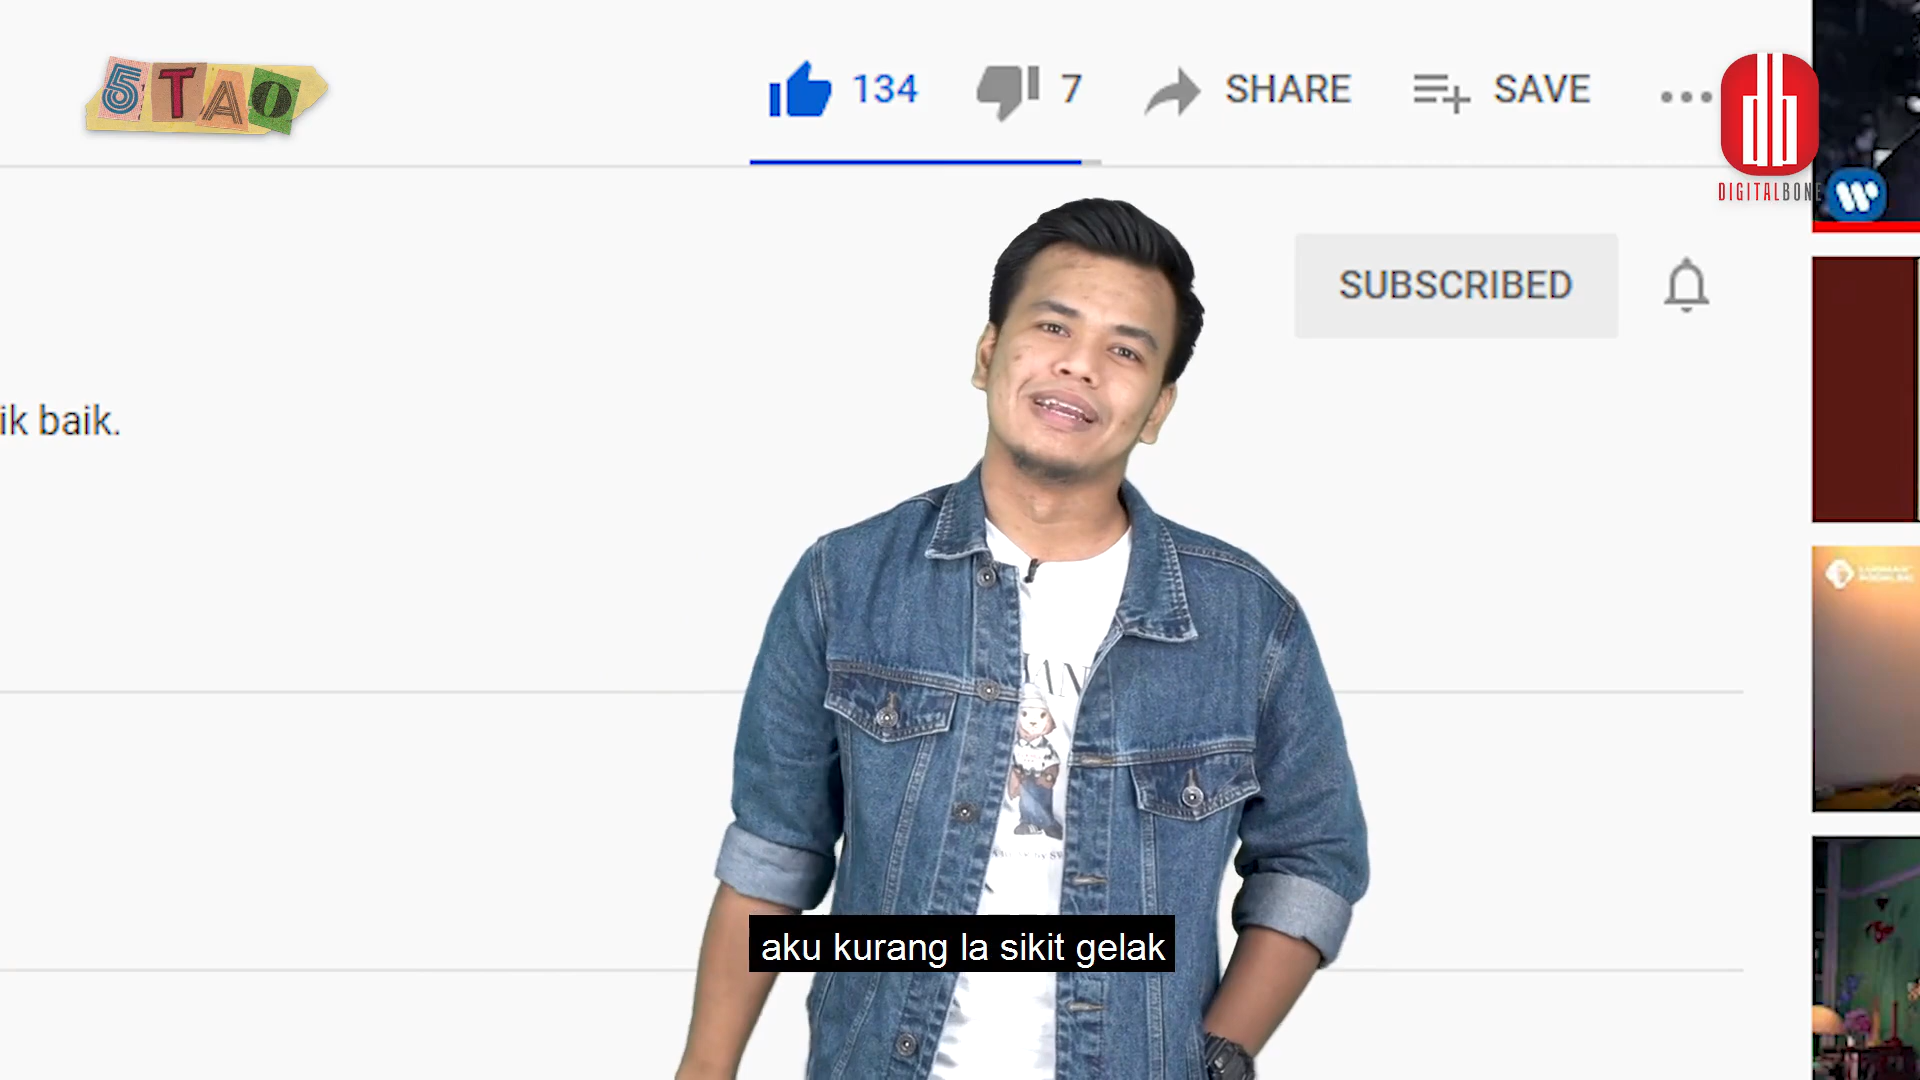 5TAO
134 7 SHARE SAVE
DIGITALBONE
SUBSCRIBED
ik baik.
aku kurang la sikit gelak